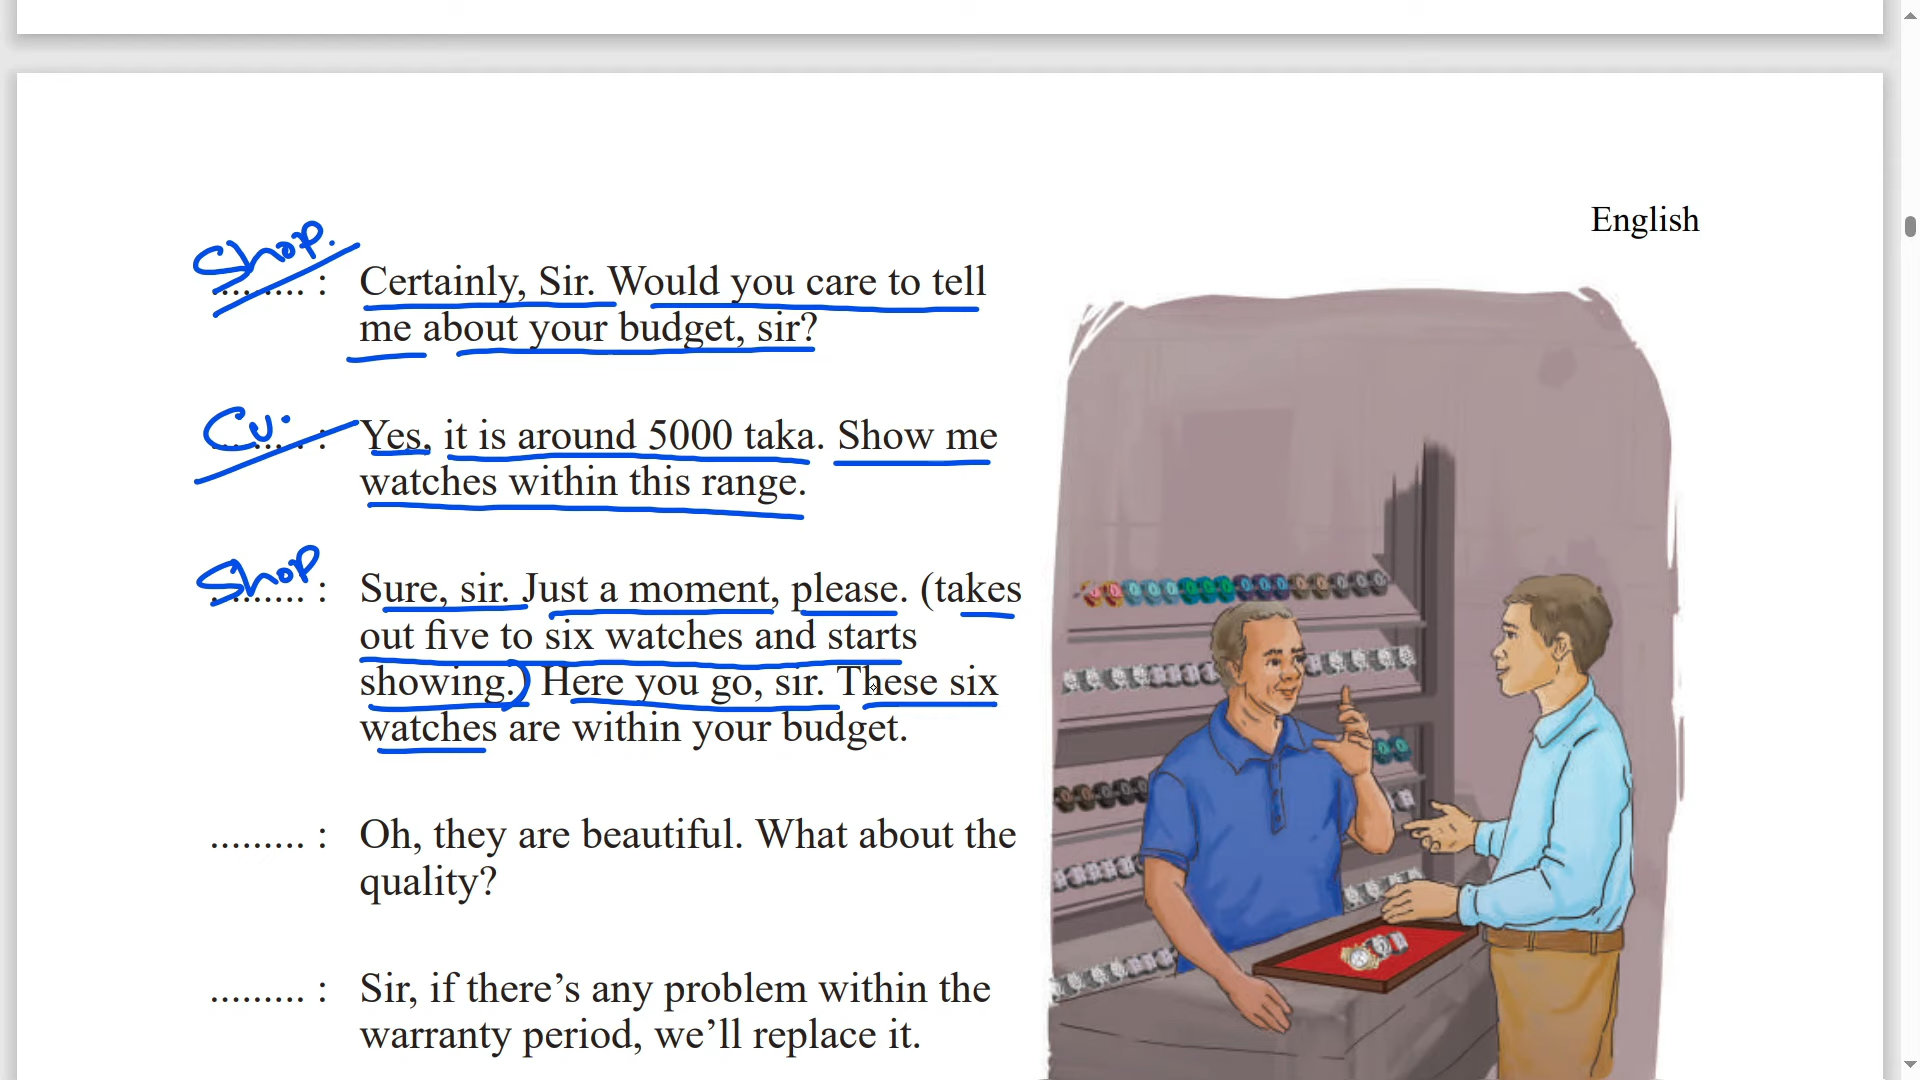 English
Shop.
......... : Certainly, Sir. Would you care to tell
me about your budget, sir?
Cu.
......... : Yes, it is around 5000 taka. Show me
watches within this range.
Shop
......... : Sure, sir. Just a moment, please. (takes
out five to six watches and starts
showing.) Here you go, sir. These six
watches are within your budget.
......... : Oh, they are beautiful. What about the
quality?
......... : Sir, if there’s any problem within the
warranty period, we’ll replace it.